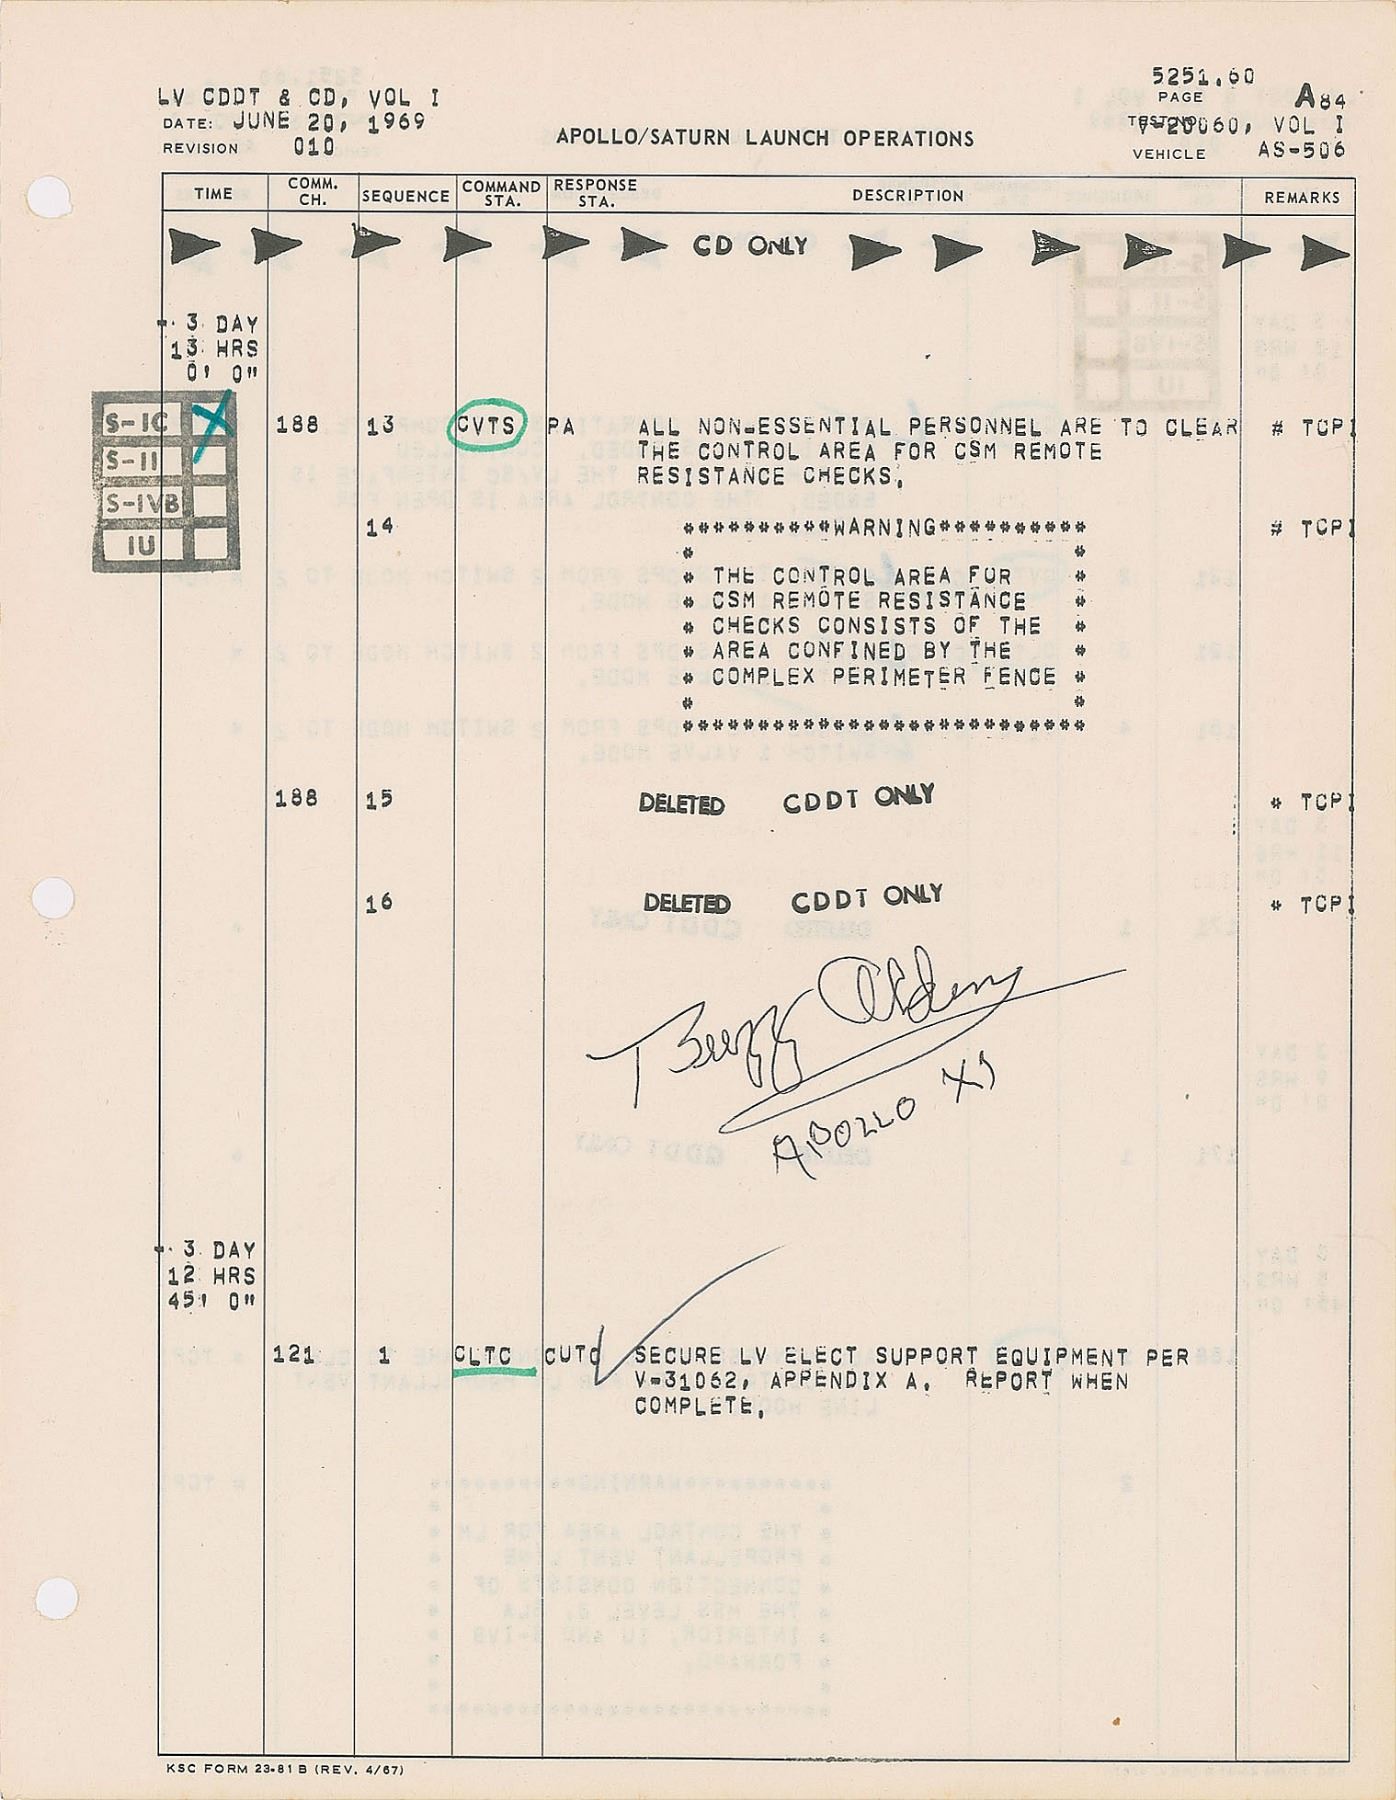 5251.60
LV CDDT & CD, VOL I
PAGE A84
DATE: JUNE 20, 1969
APOLLO/SATURN LAUNCH OPERATIONS
V-20060, VOL I
REVISION 010
VEHICLE AS-506
TIME COMM. CH. SEQUENCE COMMAND STA. RESPONSE STA. DESCRIPTION REMARKS
CD ONLY
- 3 DAY
13 HRS
0' 0"
S-IC X
S-II
S-IVB
IU
188 13 CVTS PA ALL NON-ESSENTIAL PERSONNEL ARE TO CLEAR # TCPI
THE CONTROL AREA FOR CSM REMOTE
RESISTANCE CHECKS.
14 **********WARNING********** # TCPI
* *
* THE CONTROL AREA FOR *
* CSM REMOTE RESISTANCE *
* CHECKS CONSISTS OF THE *
* AREA CONFINED BY THE *
* COMPLEX PERIMETER FENCE *
* *
***************************
188 15 DELETED CDDT ONLY * TCPI
16 DELETED CDDT ONLY * TCPI
Buzz Aldrin
APOLLO XI
- 3 DAY
12 HRS
45' 0"
121 1 CLTC CUTC SECURE LV ELECT SUPPORT EQUIPMENT PER
V-31062, APPENDIX A. REPORT WHEN
COMPLETE.
KSC FORM 23-81 B (REV. 4/67)